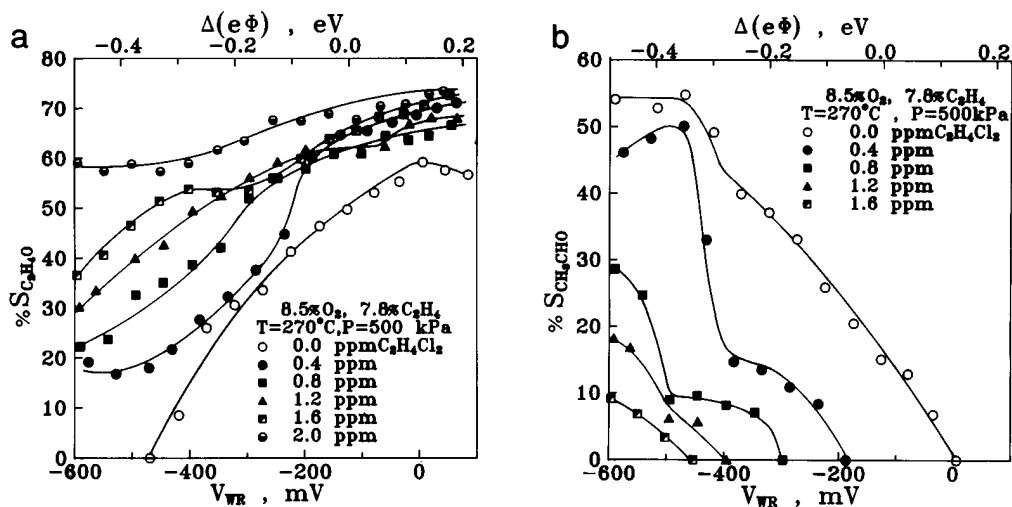 a
Δ(eΦ) , eV
-0.4 -0.2 0.0 0.2
80
70
60
50
40
30
20
10
0
%S_C₂H₄O
8.5%O₂, 7.8%C₂H₄
T=270°C,P=500 kPa
0.0 ppmC₂H₄Cl₂
0.4 ppm
0.8 ppm
1.2 ppm
1.6 ppm
2.0 ppm
-600 -400 -200 0
V_WR , mV
b
Δ(eΦ) , eV
-0.4 -0.2 0.0 0.2
60
50
40
30
20
10
0
%S_CH₃CHO
8.5%O₂, 7.8%C₂H₄
T=270°C , P=500kPa
0.0 ppmC₂H₄Cl₂
0.4 ppm
0.8 ppm
1.2 ppm
1.6 ppm
-600 -400 -200 0
V_WR , mV